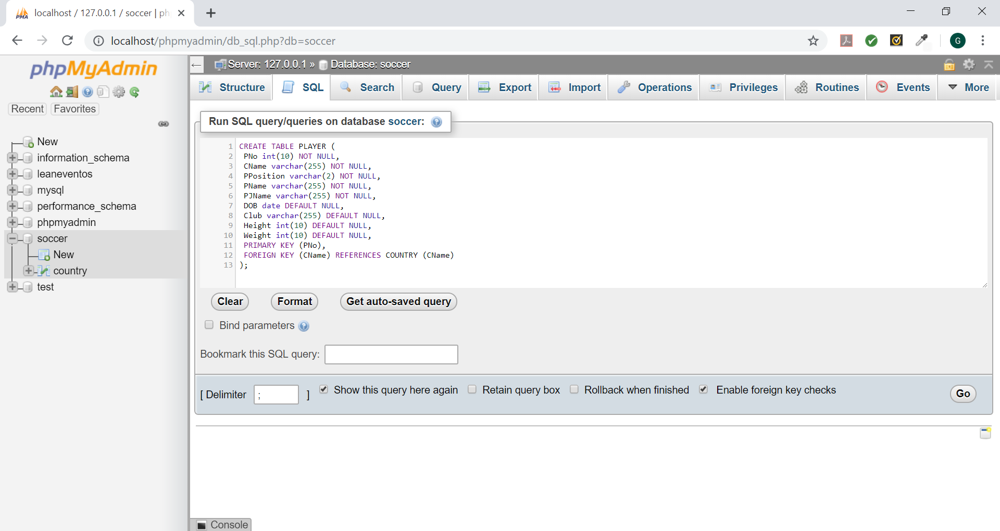 localhost / 127.0.0.1 / soccer | ph
localhost/phpmyadmin/db_sql.php?db=soccer
G
phpMyAdmin
Recent Favorites
New
information_schema
leaneventos
mysql
performance_schema
phpmyadmin
soccer
New
country
test
Server: 127.0.0.1 » Database: soccer
Structure SQL Search Query Export Import Operations Privileges Routines Events More
Run SQL query/queries on database soccer:
1 CREATE TABLE PLAYER (
2 PNo int(10) NOT NULL,
3 CName varchar(255) NOT NULL,
4 PPosition varchar(2) NOT NULL,
5 PName varchar(255) NOT NULL,
6 PJName varchar(255) NOT NULL,
7 DOB date DEFAULT NULL,
8 Club varchar(255) DEFAULT NULL,
9 Height int(10) DEFAULT NULL,
10 Weight int(10) DEFAULT NULL,
11 PRIMARY KEY (PNo),
12 FOREIGN KEY (CName) REFERENCES COUNTRY (CName)
13 );
Clear Format Get auto-saved query
Bind parameters
Bookmark this SQL query:
[ Delimiter ; ] Show this query here again Retain query box Rollback when finished Enable foreign key checks Go
Console